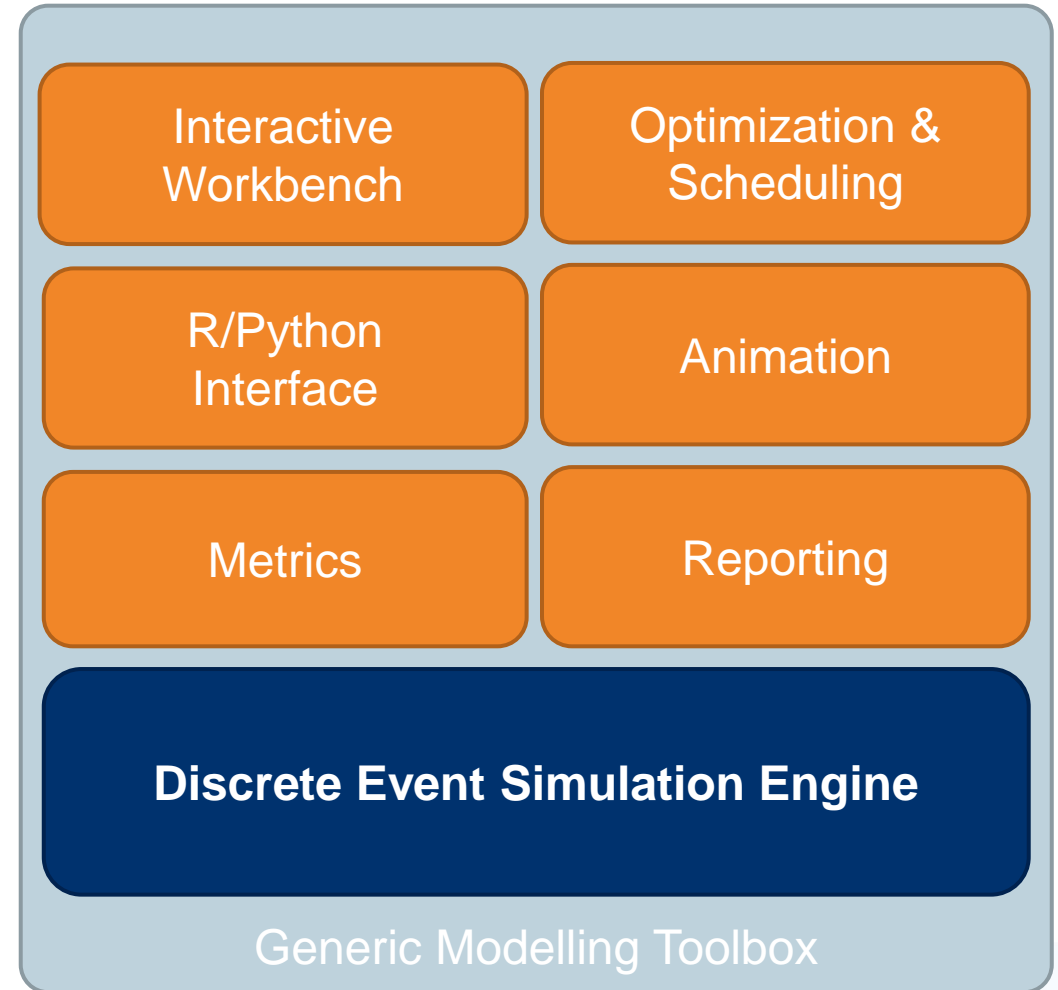 Interactive
Workbench
Optimization &
Scheduling
R/Python
Interface
Animation
Metrics
Reporting
Discrete Event Simulation Engine
Generic Modelling Toolbox